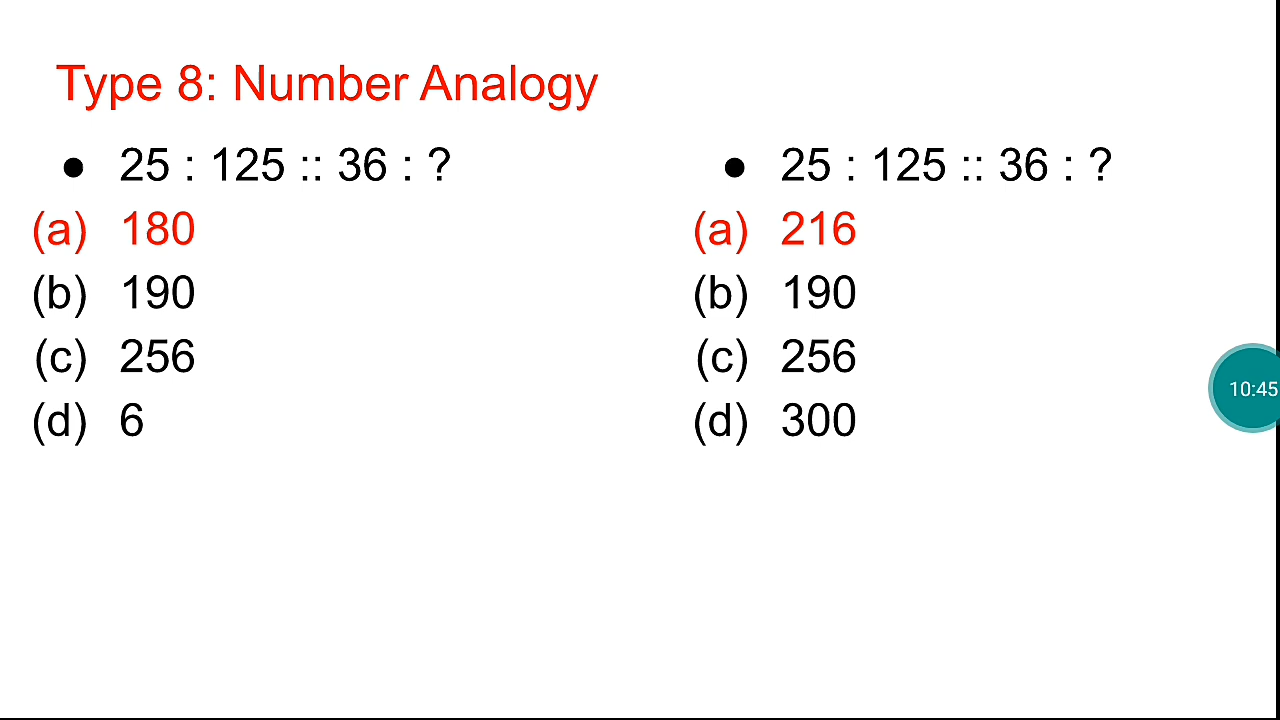 Type 8: Number Analogy
● 25 : 125 :: 36 : ?
(a) 180
(b) 190
(c) 256
(d) 6
● 25 : 125 :: 36 : ?
(a) 216
(b) 190
(c) 256
(d) 300
10:45